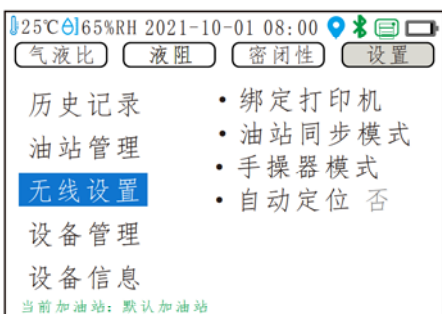 25℃ 65%RH 2021-10-01 08:00
气液比 液阻 密闭性 设置
历史记录
油站管理
无线设置
设备管理
设备信息
• 绑定打印机
• 油站同步模式
• 手操器模式
• 自动定位 否
当前加油站：默认加油站